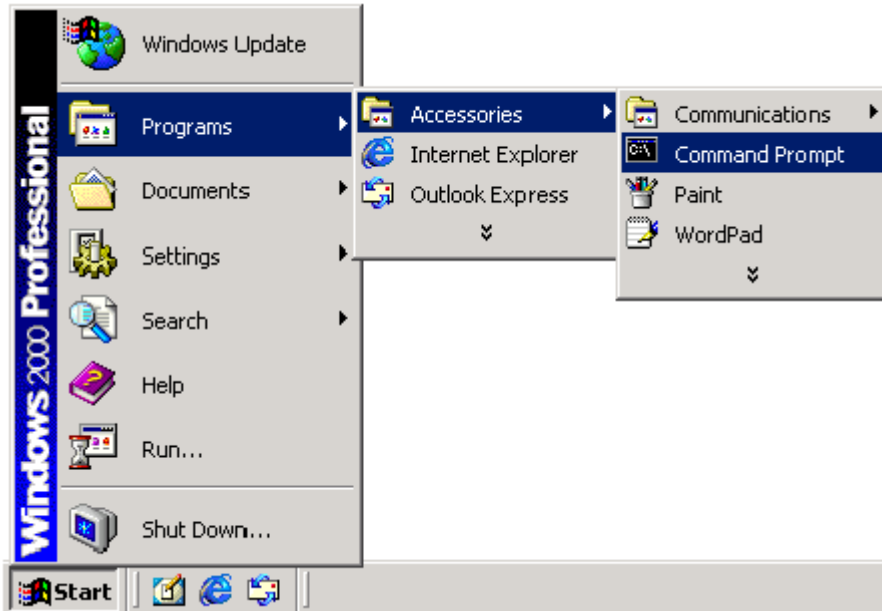 Windows 2000 Professional
Windows Update
Programs
Documents
Settings
Search
Help
Run...
Shut Down...
Accessories
Internet Explorer
Outlook Express
Communications
Command Prompt
Paint
WordPad
Start